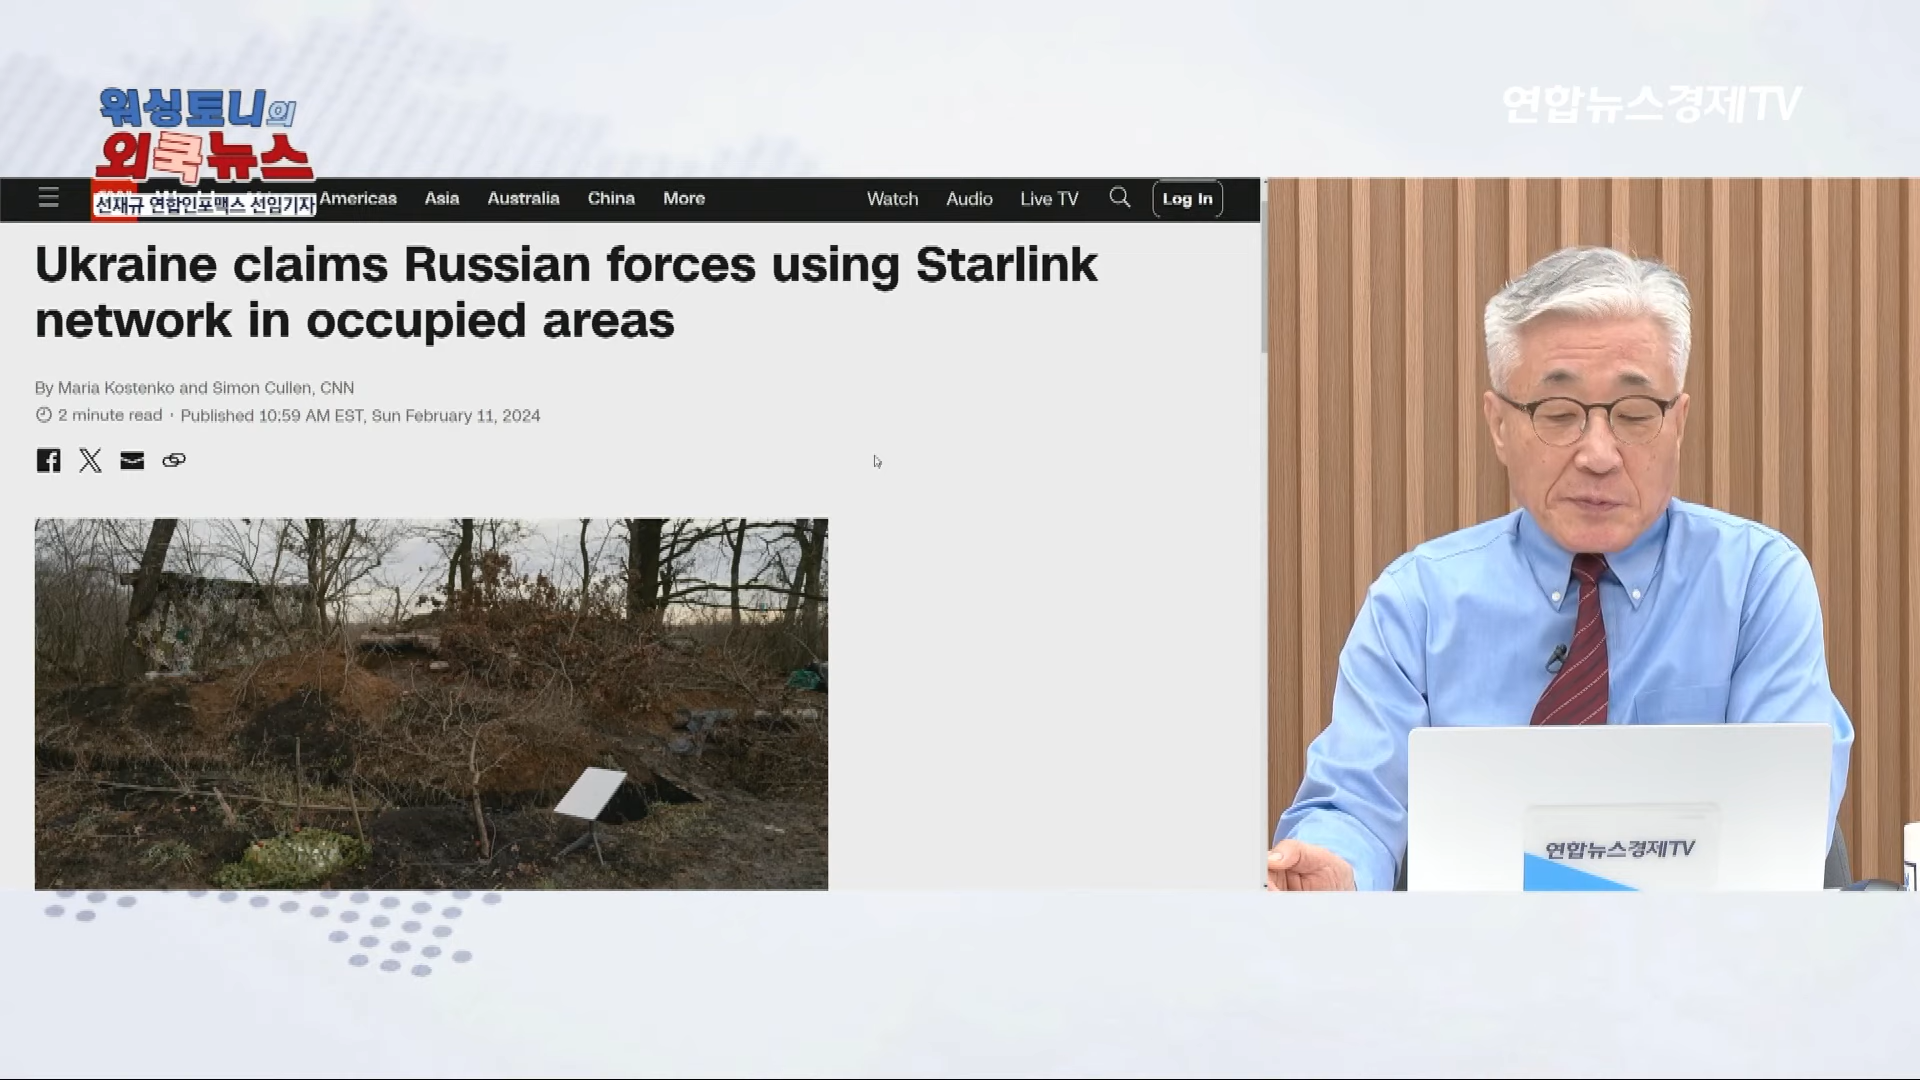 워싱토니의
외쿡뉴스
선재규 연합인포맥스 선임기자
연합뉴스경제TV
Americas Asia Australia China More Watch Audio Live TV Log In
Ukraine claims Russian forces using Starlink
network in occupied areas
By Maria Kostenko and Simon Cullen, CNN
2 minute read · Published 10:59 AM EST, Sun February 11, 2024
연합뉴스경제TV